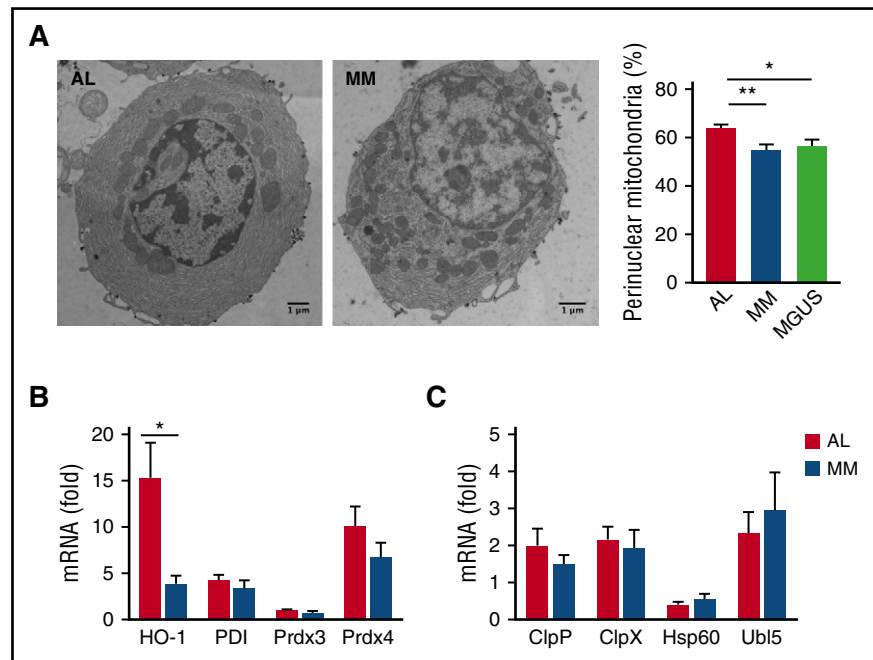 A
AL
1 µm
MM
1 µm
Perinuclear mitochondria (%)
80
60
40
20
0
*
**
AL
MM
MGUS
B
mRNA (fold)
20
15
10
5
0
*
HO-1 PDI Prdx3 Prdx4
C
mRNA (fold)
5
4
3
2
1
0
ClpP ClpX Hsp60 Ubl5
AL
MM